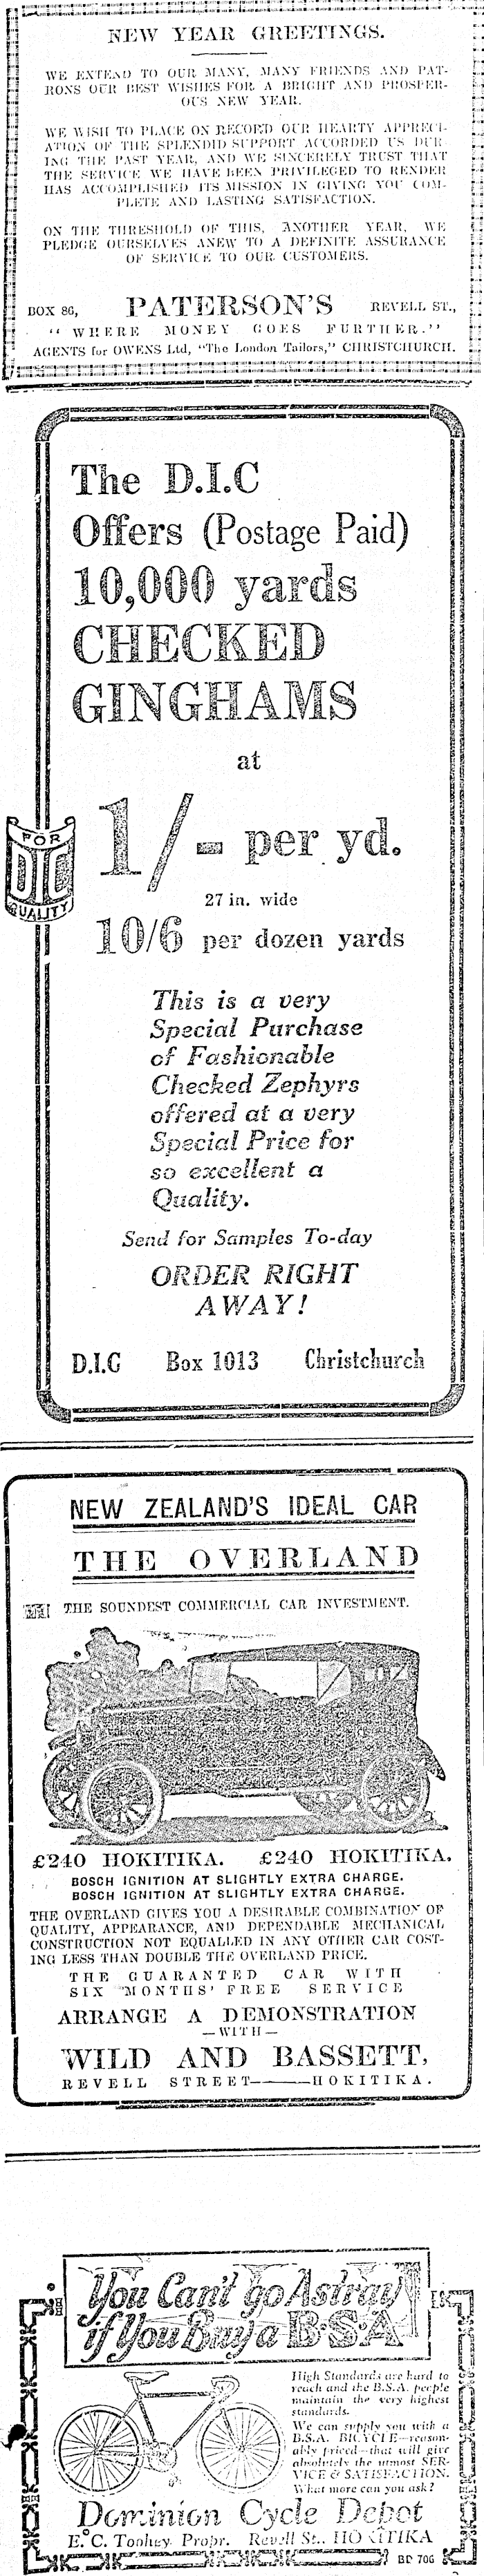 NEW YEAR GREETINGS.
WE EXTEND TO OUR MANY, MANY FRIENDS AND PAT-
RONS OUR BEST WISHES FOR A BRIGHT AND PROSPER-
OUS NEW YEAR.
WE WISH TO PLACE ON RECORD OUR HEARTY APPRECI-
ATION OF THE SPLENDID SUPPORT ACCORDED US DUR-
ING THE PAST YEAR, AND WE SINCERELY TRUST THAT
THE SERVICE WE HAVE BEEN PRIVILEGED TO RENDER
HAS ACCOMPLISHED ITS MISSION IN GIVING YOU COM-
PLETE AND LASTING SATISFACTION.
ON THE THRESHOLD OF THIS, ANOTHER YEAR, WE
PLEDGE OURSELVES ANEW TO A DEFINITE ASSURANCE
OF SERVICE TO OUR CUSTOMERS.
BOX 86, PATERSON'S REVELL ST.,
"WHERE MONEY GOES FURTHER."
AGENTS for OWENS Ltd, "The London Tailors," CHRISTCHURCH.
The D.I.C
Offers (Postage Paid)
10,000 yards
CHECKED
GINGHAMS
at
1/- per yd.
27 in. wide
10/6 per dozen yards
FOR
DIC
QUALITY
This is a very
Special Purchase
of Fashionable
Checked Zephyrs
offered at a very
Special Price for
so excellent a
Quality.
Send for Samples To-day
ORDER RIGHT
AWAY!
D.I.C Box 1013 Christchurch
NEW ZEALAND'S IDEAL CAR
THE OVERLAND
THE SOUNDEST COMMERCIAL CAR INVESTMENT.
£240 HOKITIKA. £240 HOKITIKA.
BOSCH IGNITION AT SLIGHTLY EXTRA CHARGE.
BOSCH IGNITION AT SLIGHTLY EXTRA CHARGE.
THE OVERLAND GIVES YOU A DESIRABLE COMBINATION OF
QUALITY, APPEARANCE, AND DEPENDABLE MECHANICAL
CONSTRUCTION NOT EQUALLED IN ANY OTHER CAR COST-
ING LESS THAN DOUBLE THE OVERLAND PRICE.
THE GUARANTED CAR WITH
SIX MONTHS' FREE SERVICE
ARRANGE A DEMONSTRATION
—WITH—
WILD AND BASSETT,
REVELL STREET——HOKITIKA.
You Can't go Astray
if You Buy a B.S.A
High Standards are hard to
reach and the B.S.A. people
maintain the very highest
standards.
We can supply you with a
B.S.A. BICYCLE—reason-
ably priced—that will give
absolutely the utmost SER-
VICE & SATISFACTION.
What more can you ask?
Dominion Cycle Depot
E. C. Toohey. Propr. Revell St., HOKITIKA
BD 706